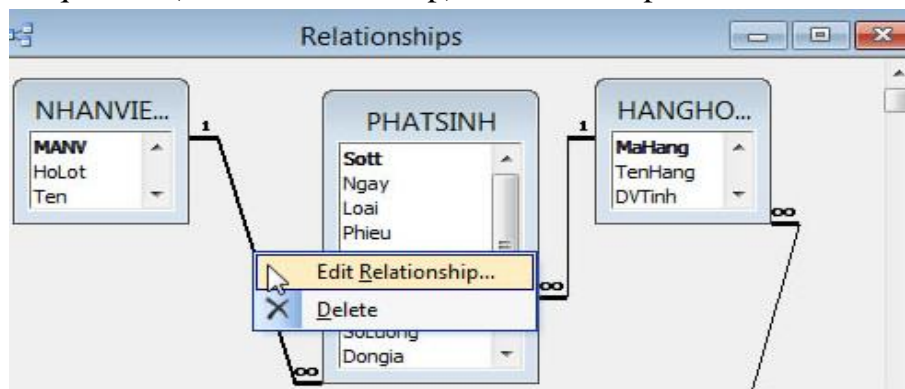 Relationships
NHANVIE...
MANV
HoLot
Ten
1
PHATSINH
Sott
Ngay
Loai
Phieu
1
HANGHO...
MaHang
TenHang
DVTinh
∞
Edit Relationship...
Delete
∞
SoLuong
Dongia
∞